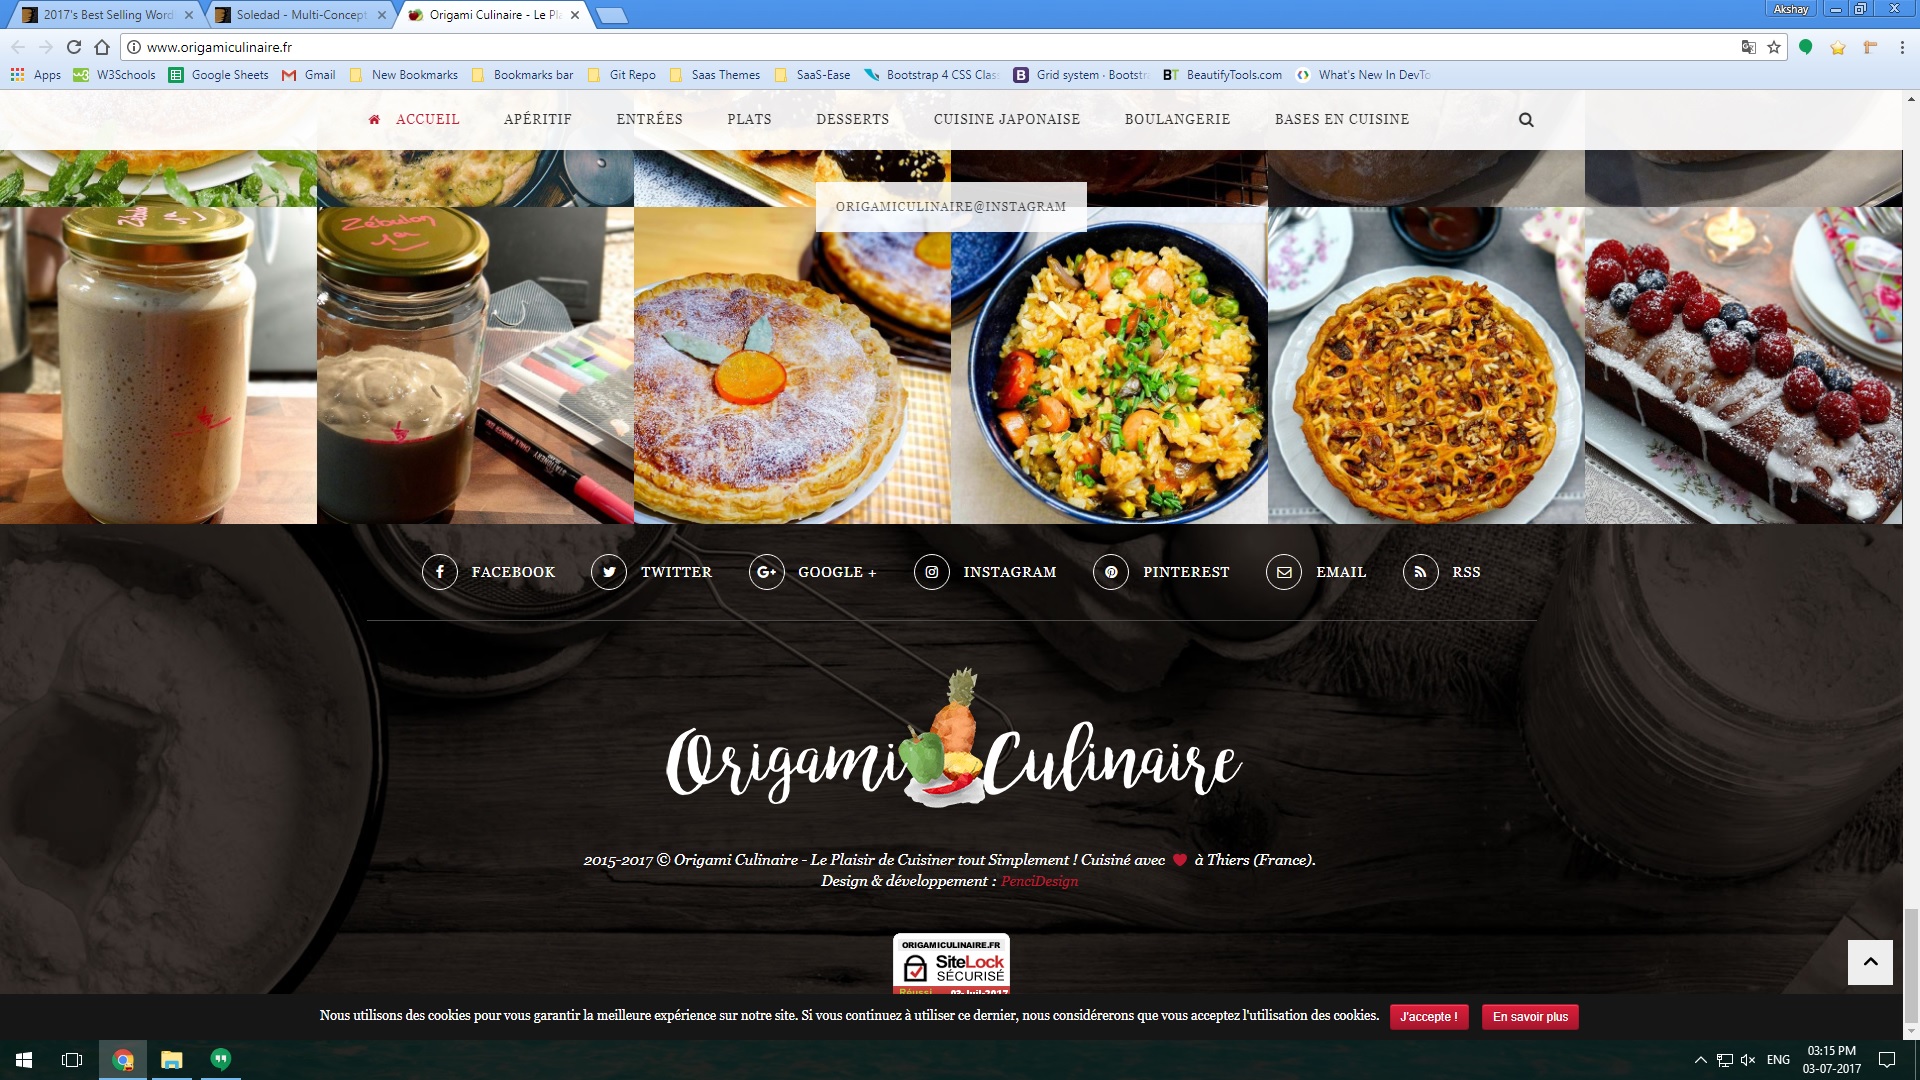 2017's Best Selling Word
Soledad - Multi-Concept
Origami Culinaire - Le Pla
Akshay
www.origamiculinaire.fr
Apps
W3Schools
Google Sheets
Gmail
New Bookmarks
Bookmarks bar
Git Repo
Saas Themes
SaaS-Ease
Bootstrap 4 CSS Clas
Grid system · Bootstr
BT BeautifyTools.com
What's New In DevTo
ACCUEIL
APÉRITIF
ENTRÉES
PLATS
DESSERTS
CUISINE JAPONAISE
BOULANGERIE
BASES EN CUISINE
ORIGAMICULINAIRE@INSTAGRAM
Zébulon
FACEBOOK
TWITTER
GOOGLE +
INSTAGRAM
PINTEREST
EMAIL
RSS
Origami Culinaire
2015-2017 © Origami Culinaire - Le Plaisir de Cuisiner tout Simplement ! Cuisiné avec ❤ à Thiers (France).
Design & développement : PenciDesign
ORIGAMICULINAIRE.FR
SiteLock
SÉCURISÉ
Réussi 03-Juil-2017
Nous utilisons des cookies pour vous garantir la meilleure expérience sur notre site. Si vous continuez à utiliser ce dernier, nous considérerons que vous acceptez l'utilisation des cookies.
J'accepte !
En savoir plus
ENG
03:15 PM
03-07-2017